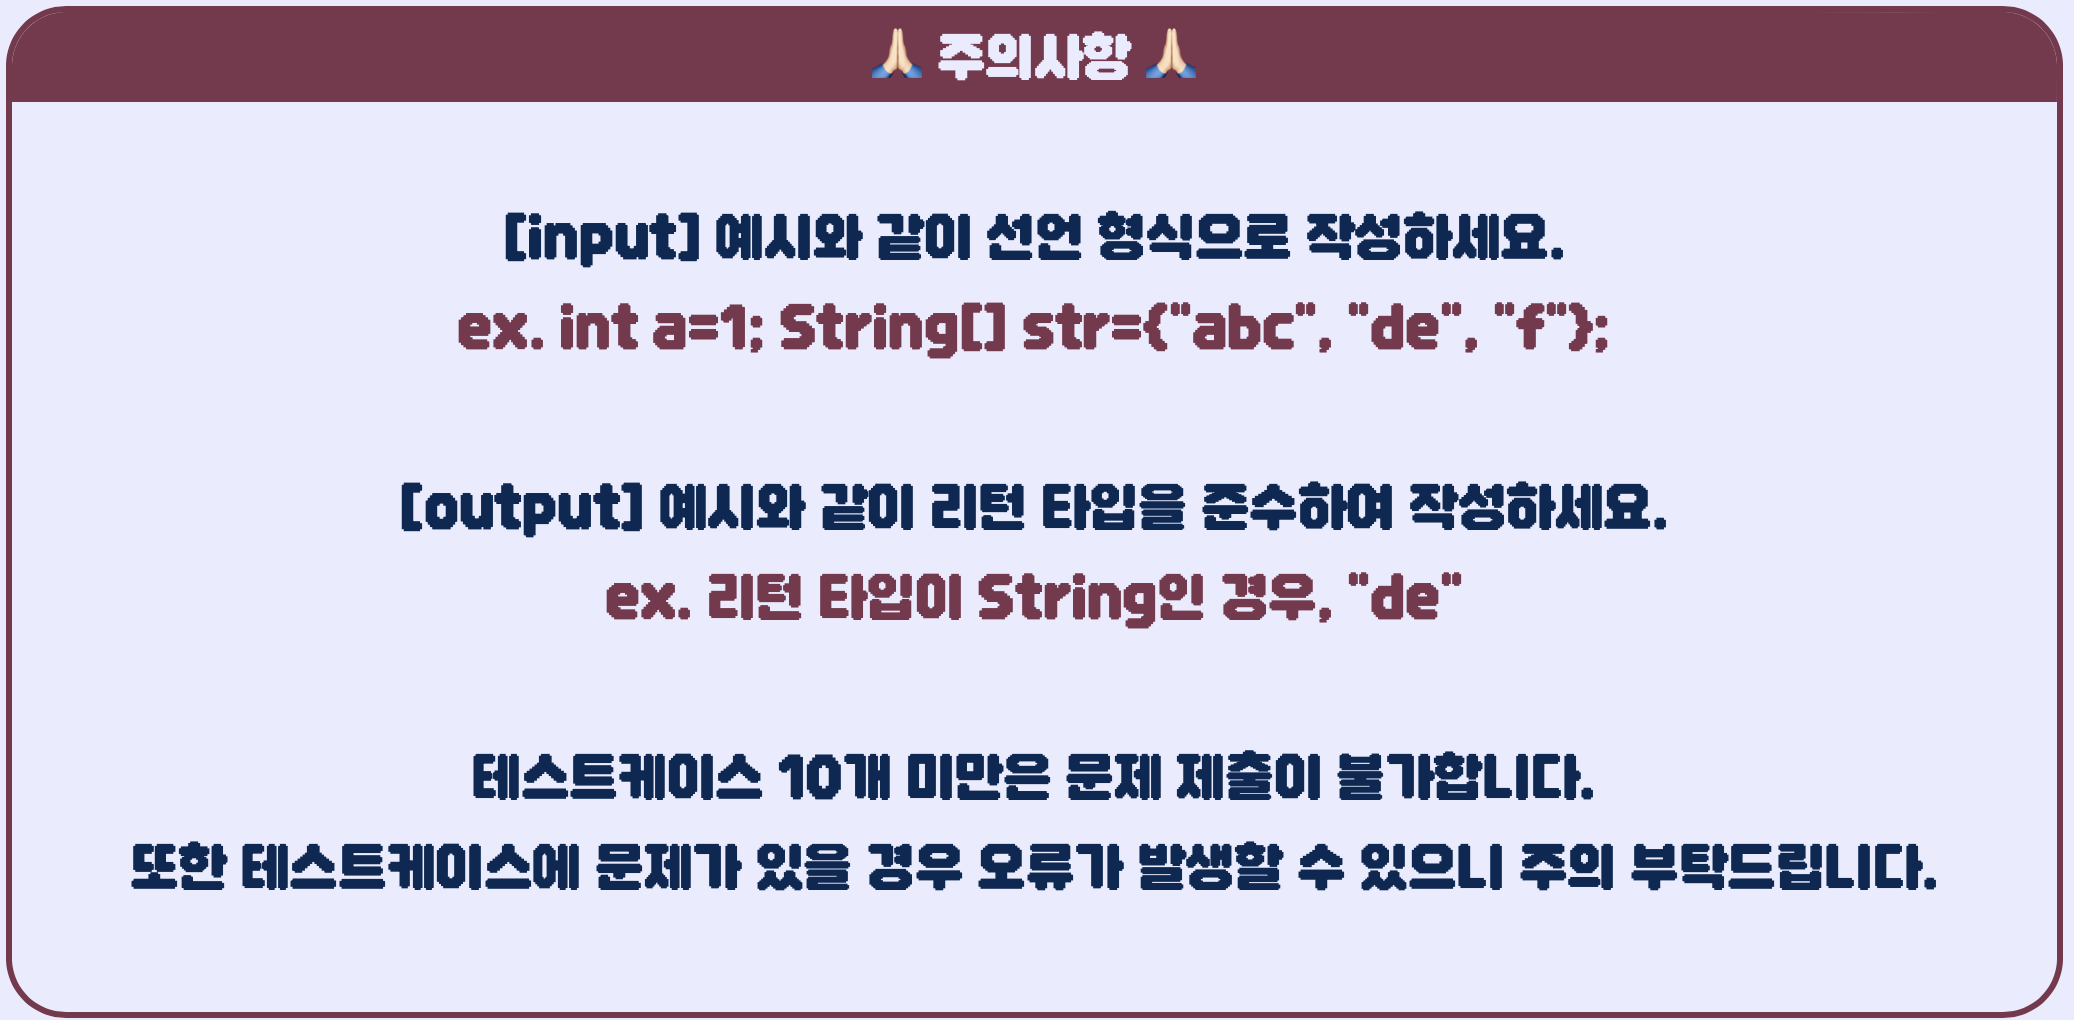 🙏🏻 주의사항 🙏🏻
[input] 예시와 같이 선언 형식으로 작성하세요.
ex. int a=1; String[] str={"abc", "de", "f"};
[output] 예시와 같이 리턴 타입을 준수하여 작성하세요.
ex. 리턴 타입이 String인 경우, "de"
테스트케이스 10개 미만은 문제 제출이 불가합니다.
또한 테스트케이스에 문제가 있을 경우 오류가 발생할 수 있으니 주의 부탁드립니다.